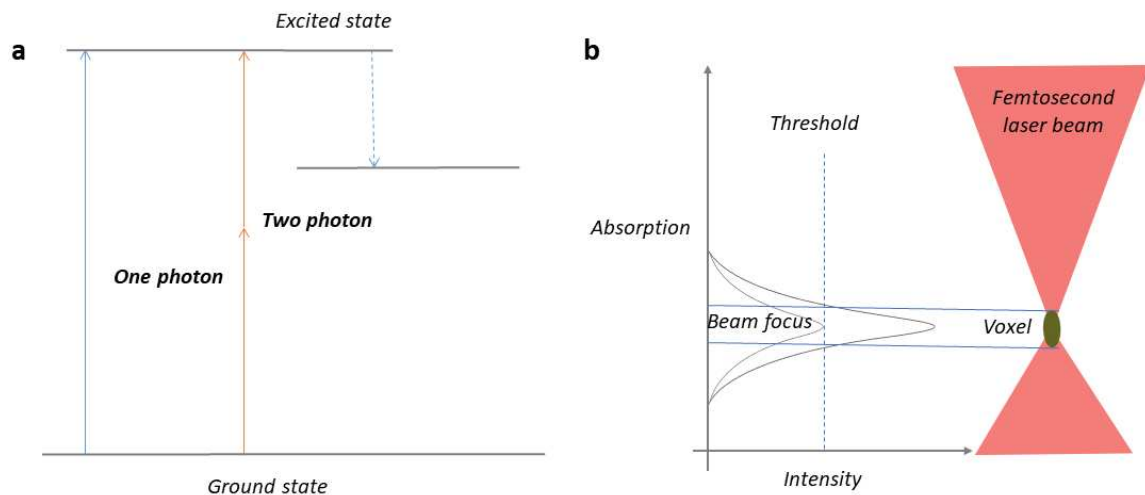 a
Excited state
One photon
Two photon
Ground state
b
Femtosecond
laser beam
Threshold
Absorption
Beam focus
Voxel
Intensity